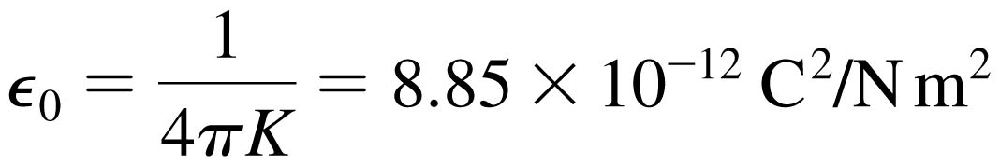 ϵ₀ = 1/(4πK) = 8.85 × 10⁻¹² C²/N m²